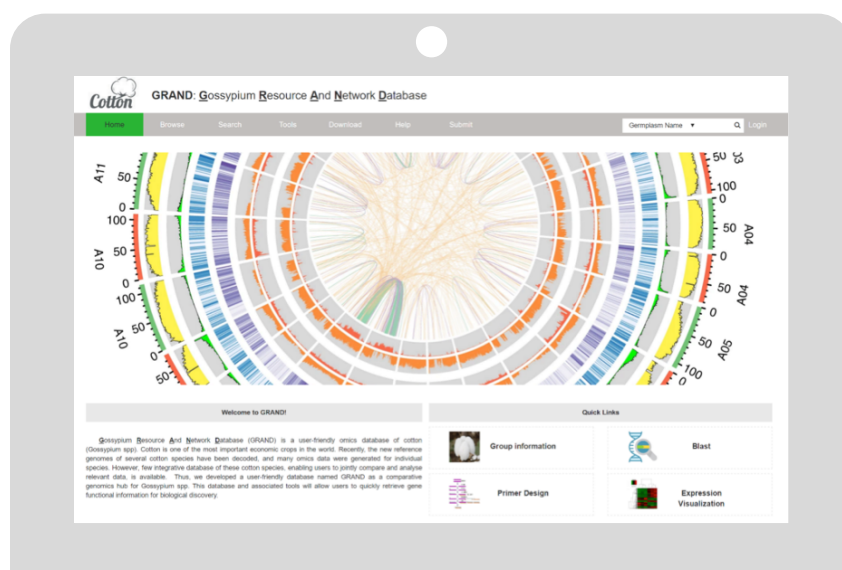 Cotton
GRAND: Gossypium Resource And Network Database
Home Browse Search Tools Download Help Submit Germplasm Name Login
A11 50 0
100 A10 50 0
100 A10 50 0
50
50 03
100
0 50 A04
0 50 A04
0 50 A05 100
0
Welcome to GRAND!
Gossypium Resource And Network Database (GRAND) is a user-friendly omics database of cotton
(Gossypium spp). Cotton is one of the most important economic crops in the world. Recently, the new reference
genomes of several cotton species have been decoded, and many omics data were generated for individual
species. However, few integrative database of these cotton species, enabling users to jointly compare and analyse
relevant data, is available. Thus, we developed a user-friendly database named GRAND as a comparative
genomics hub for Gossypium spp. This database and associated tools will allow users to quickly retrieve gene
functional information for biological discovery.
Quick Links
Group information
Blast
Primer Design
Expression
Visualization